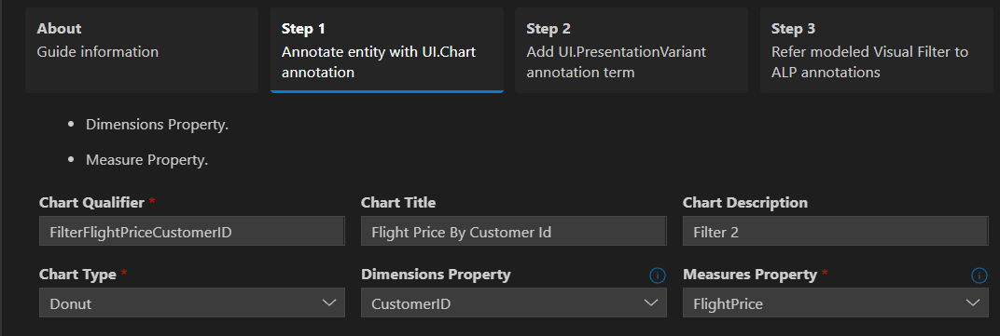 About
Guide information
Step 1
Annotate entity with UI.Chart
annotation
Step 2
Add UI.PresentationVariant
annotation term
Step 3
Refer modeled Visual Filter to
ALP annotations
• Dimensions Property.
• Measure Property.
Chart Qualifier *
Chart Title
Chart Description
FilterFlightPriceCustomerID
Flight Price By Customer Id
Filter 2
Chart Type *
Dimensions Property
Measures Property *
Donut
CustomerID
FlightPrice